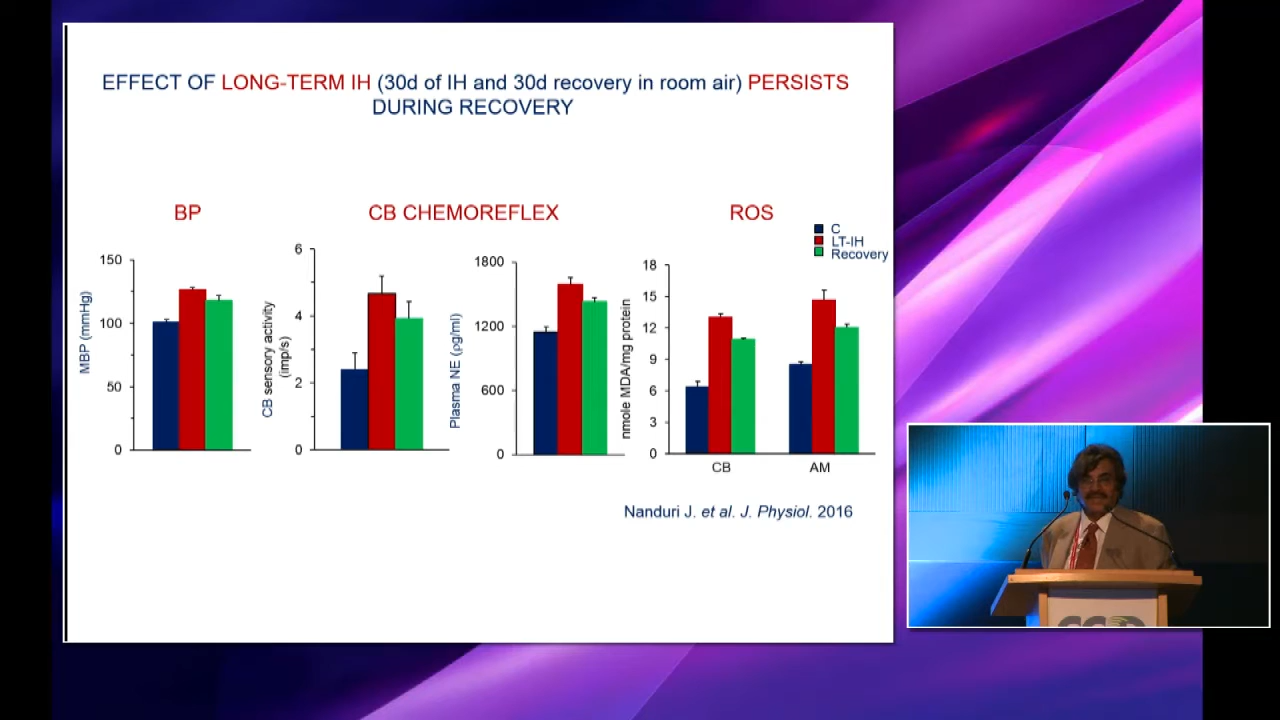 EFFECT OF LONG-TERM IH (30d of IH and 30d recovery in room air) PERSISTS
DURING RECOVERY
BP
CB CHEMOREFLEX
ROS
C
LT-IH
Recovery
MBP (mmHg)
150
100
50
0
CB sensory activity
(imp/s)
6
4
2
0
Plasma NE (ρg/ml)
1800
1200
600
0
nmole MDA/mg protein
18
15
12
9
6
3
0
CB
AM
Nanduri J. et al. J. Physiol. 2016